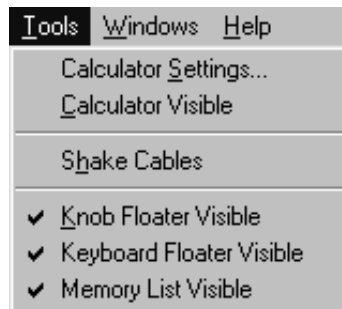 Tools Windows Help
Calculator Settings...
Calculator Visible
Shake Cables
Knob Floater Visible
Keyboard Floater Visible
Memory List Visible